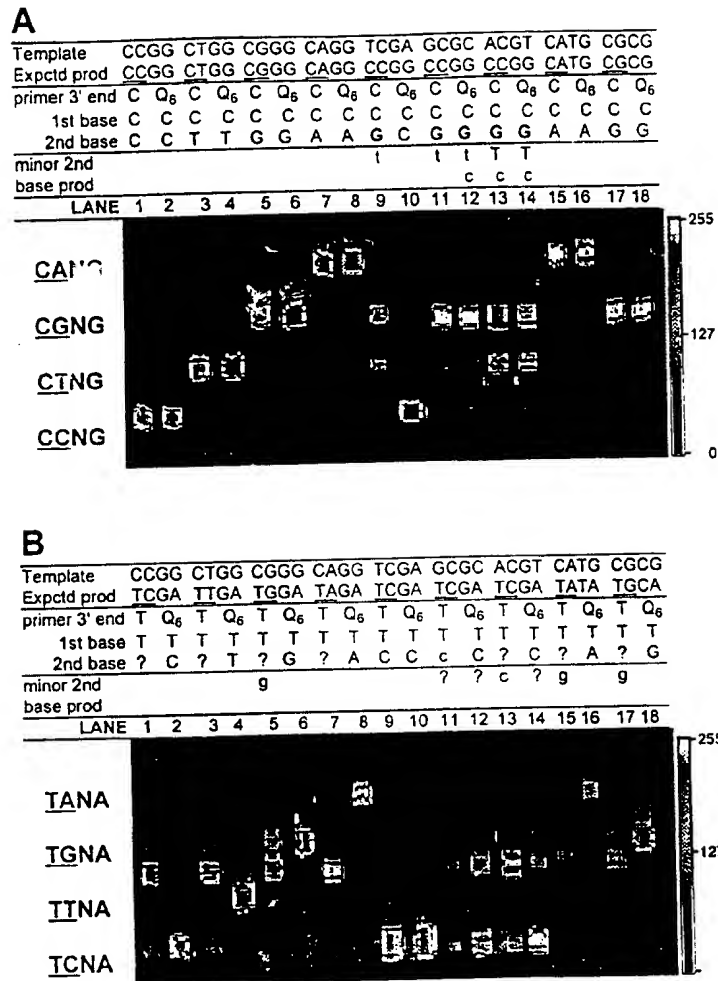 A
Template CCGG CTGG CGGG CAGG TCGA GCGC ACGT CATG CGCG
Expctd prod CCGG CTGG CGGG CAGG CCGG CCGG CCGG CATG CGCG
primer 3' end C Q6 C Q6 C Q6 C Q6 C Q6 C Q6 C Q6 C Q6 C Q6
1st base C C C C C C C C C C C C C C C C C C
2nd base C C T T G G A A G C G G G G A A G G
minor 2nd t t t T T
base prod c c c
LANE 1 2 3 4 5 6 7 8 9 10 11 12 13 14 15 16 17 18
255
CGNG
127
CTNG
CCNG
0
B
Template CCGG CTGG CGGG CAGG TCGA GCGC ACGT CATG CGCG
Expctd prod TCGA TTGA TGGA TAGA TCGA TCGA TCGA TATA TGCA
primer 3' end T Q6 T Q6 T Q6 T Q6 T Q6 T Q6 T Q6 T Q6 T Q6
1st base T T T T T T T T T T T T T T T T T T
2nd base ? C ? T ? G ? A C C c C ? C ? A ? G
minor 2nd g ? ? c ? g g
base prod
LANE 1 2 3 4 5 6 7 8 9 10 11 12 13 14 15 16 17 18
255
TANA
TGNA
127
TTNA
TCNA